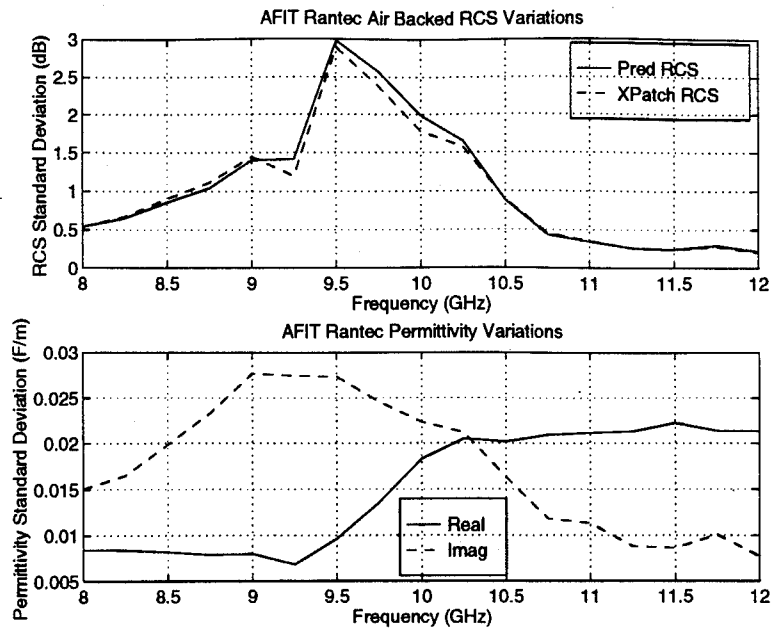 AFIT Rantec Air Backed RCS Variations
RCS Standard Deviation (dB)
3
2.5
2
1.5
1
0.5
0
Pred RCS
XPatch RCS
8 8.5 9 9.5 10 10.5 11 11.5 12
Frequency (GHz)
AFIT Rantec Permittivity Variations
Permittivity Standard Deviation (F/m)
0.03
0.025
0.02
0.015
0.01
0.005
Real
Imag
8 8.5 9 9.5 10 10.5 11 11.5 12
Frequency (GHz)